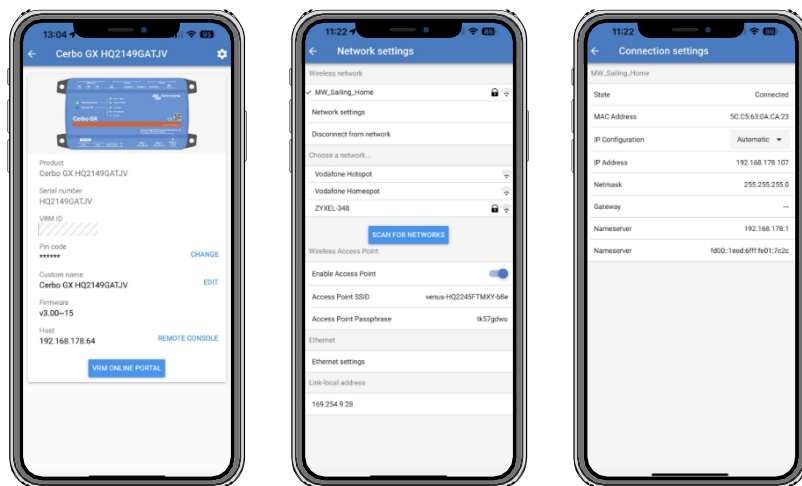 13:04
98
Cerbo GX HQ2149GATJV
Cerbo GX
Product
Cerbo GX HQ2149GATJV
Serial number
HQ2149GATJV
VRM ID
Pin code
****** CHANGE
Custom name
Cerbo GX HQ2149GATJV EDIT
Firmware
v3.00~15
Host
192.168.178.64 REMOTE CONSOLE
VRM ONLINE PORTAL
11:22
Network settings
Wireless network
MW_Sailing_Home
Network settings
Disconnect from network
Choose a network...
Vodafone Hotspot
Vodafone Homespot
ZYXEL-348
SCAN FOR NETWORKS
Wireless Access Point
Enable Access Point
Access Point SSID venus-HQ2245FTMXY-b8e
Access Point Passphrase tk57gdwu
Ethernet
Ethernet settings
Link-local address
169.254.9.28
11:22
Connection settings
MW_Sailing_Home
State Connected
MAC Address 5C:C5:63:0A:CA:23
IP Configuration Automatic
IP Address 192.168.178.107
Netmask 255.255.255.0
Gateway --
Nameserver 192.168.178.1
Nameserver fd00::1eed:6fff:fe01:7c2c